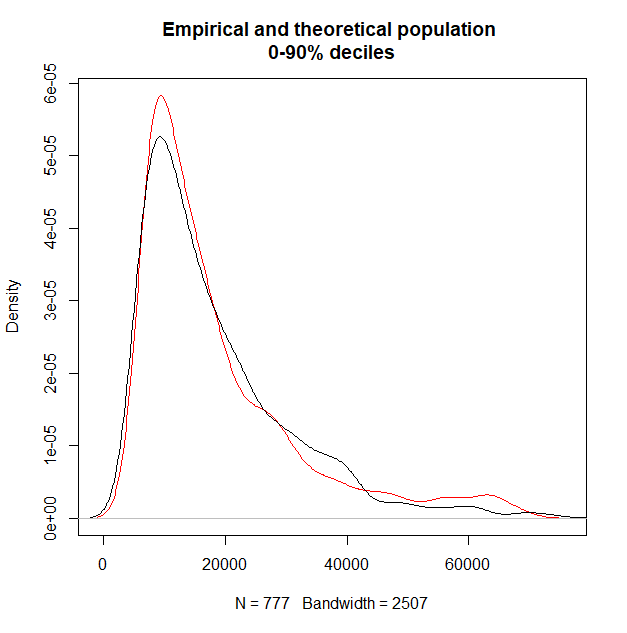 Empirical and theoretical population
0-90% deciles
Density
6e-05
5e-05
4e-05
3e-05
2e-05
1e-05
0e+00
0 20000 40000 60000
N = 777 Bandwidth = 2507